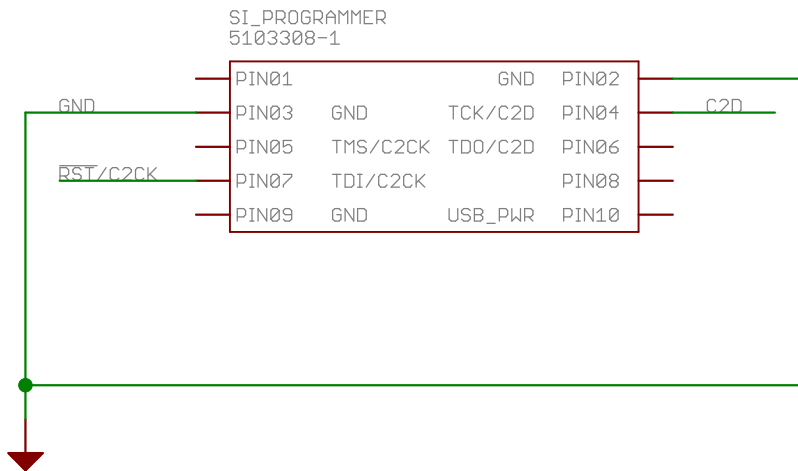 SI_PROGRAMMER
5103308-1
PIN01 GND PIN02
GND PIN03 GND TCK/C2D PIN04 C2D
PIN05 TMS/C2CK TDO/C2D PIN06
RST/C2CK PIN07 TDI/C2CK PIN08
PIN09 GND USB_PWR PIN10